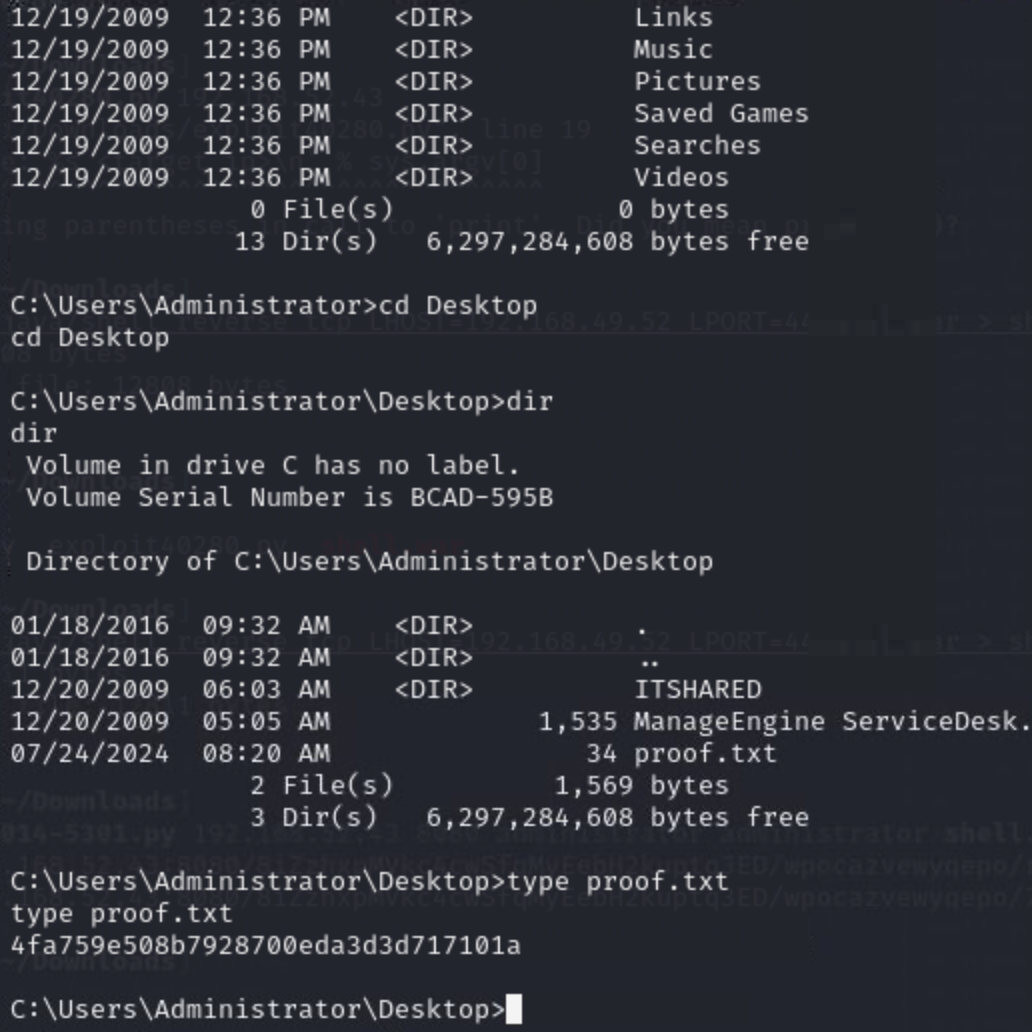 12/19/2009  12:36 PM    <DIR>          Links
12/19/2009  12:36 PM    <DIR>          Music
12/19/2009  12:36 PM    <DIR>          Pictures
12/19/2009  12:36 PM    <DIR>          Saved Games
12/19/2009  12:36 PM    <DIR>          Searches
12/19/2009  12:36 PM    <DIR>          Videos
               0 File(s)              0 bytes
              13 Dir(s)   6,297,284,608 bytes free
C:\Users\Administrator>cd Desktop
cd Desktop
C:\Users\Administrator\Desktop>dir
dir
 Volume in drive C has no label.
 Volume Serial Number is BCAD-595B
 Directory of C:\Users\Administrator\Desktop
01/18/2016  09:32 AM    <DIR>          .
01/18/2016  09:32 AM    <DIR>          ..
12/20/2009  06:03 AM    <DIR>          ITSHARED
12/20/2009  05:05 AM             1,535 ManageEngine ServiceDesk.
07/24/2024  08:20 AM                34 proof.txt
               2 File(s)          1,569 bytes
               3 Dir(s)   6,297,284,608 bytes free
C:\Users\Administrator\Desktop>type proof.txt
type proof.txt
4fa759e508b7928700eda3d3d717101a
C:\Users\Administrator\Desktop>